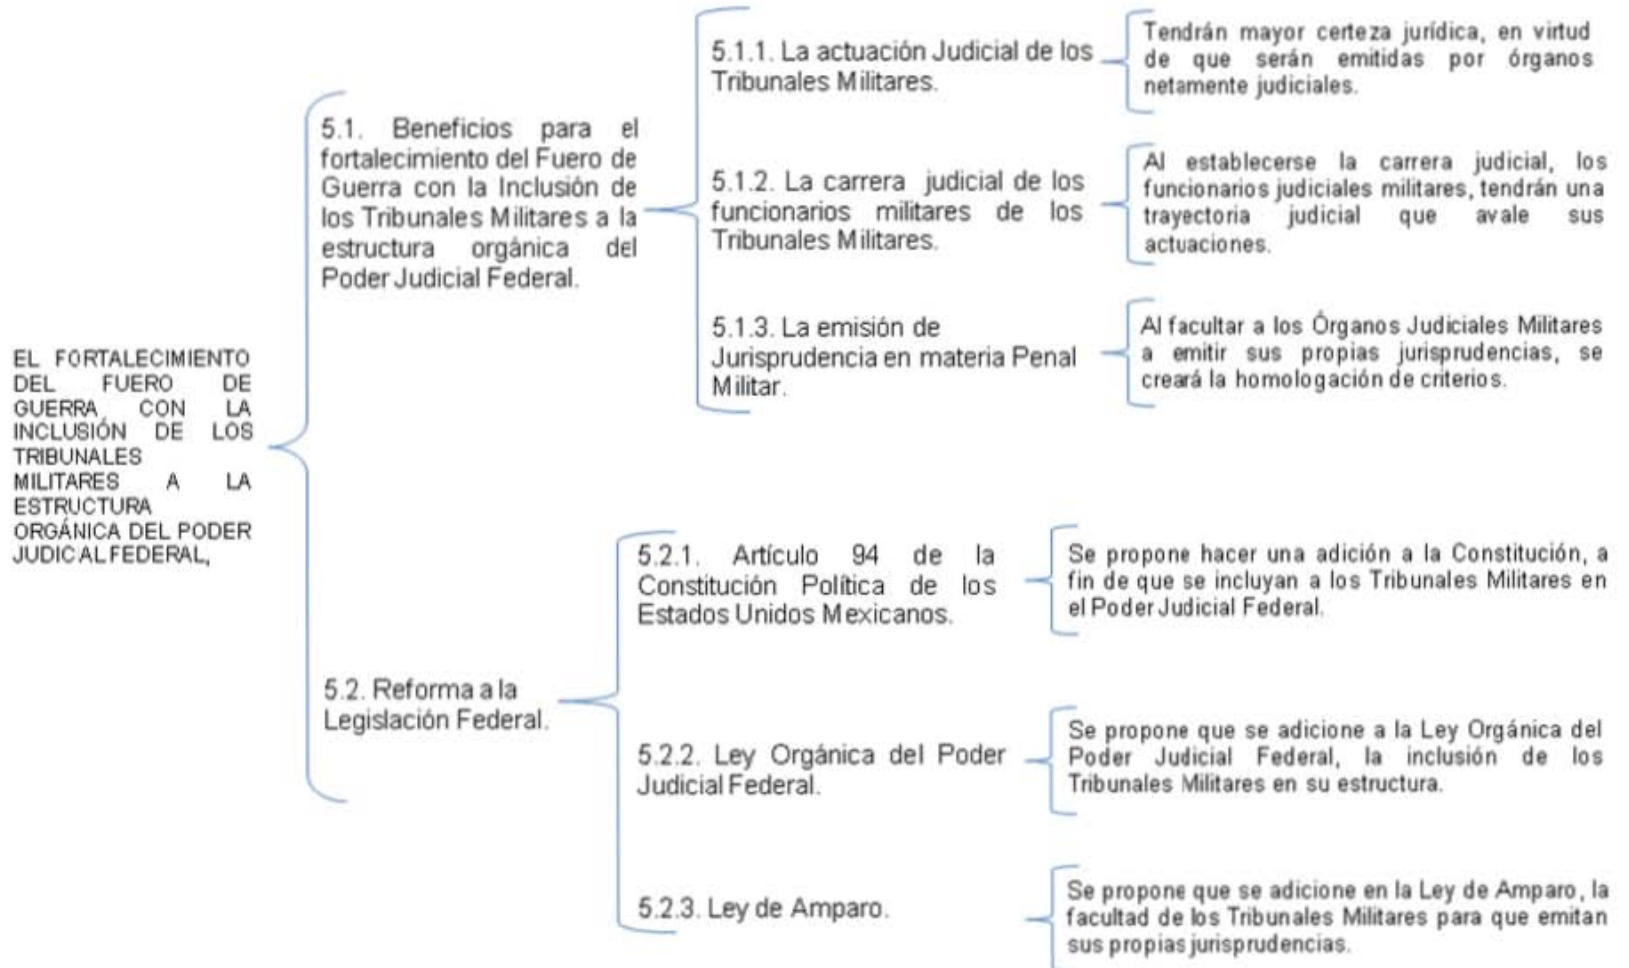 EL FORTALECIMIENTO
DEL FUERO DE
GUERRA CON LA
INCLUSIÓN DE LOS
TRIBUNALES
MILITARES A LA
ESTRUCTURA
ORGÁNICA DEL PODER
JUDIC AL FEDERAL,
5.1. Beneficios para el
fortalecimiento del Fuero de
Guerra con la Inclusión de
los Tribunales Militares a la
estructura orgánica del
Poder Judicial Federal.
5.1.1. La actuación Judicial de los
Tribunales Militares.
Tendrán mayor certeza jurídica, en virtud
de que serán emitidas por órganos
netamente judiciales.
5.1.2. La carrera judicial de los
funcionarios militares de los
Tribunales Militares.
Al establecerse la carrera judicial, los
funcionarios judiciales militares, tendrán una
trayectoria judicial que avale sus
actuaciones.
5.1.3. La emisión de
Jurisprudencia en materia Penal
Militar.
Al facultar a los Órganos Judiciales Militares
a emitir sus propias jurisprudencias, se
creará la homologación de criterios.
5.2. Reforma a la
Legislación Federal.
5.2.1. Artículo 94 de la
Constitución Política de los
Estados Unidos Mexicanos.
Se propone hacer una adición a la Constitución, a
fin de que se incluyan a los Tribunales Militares en
el Poder Judicial Federal.
5.2.2. Ley Orgánica del Poder
Judicial Federal.
Se propone que se adicione a la Ley Orgánica del
Poder Judicial Federal, la inclusión de los
Tribunales Militares en su estructura.
5.2.3. Ley de Amparo.
Se propone que se adicione en la Ley de Amparo, la
facultad de los Tribunales Militares para que emitan
sus propias jurisprudencias.